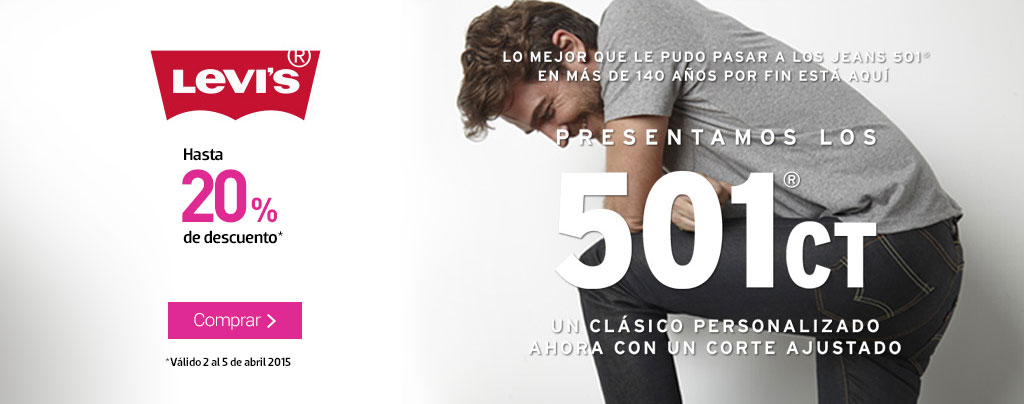 LEVI'S®
Hasta
20%
de descuento*
Comprar >
*Válido 2 al 5 de abril 2015
LO MEJOR QUE LE PUDO PASAR A LOS JEANS 501®
EN MÁS DE 140 AÑOS POR FIN ESTÁ AQUÍ
PRESENTAMOS LOS
501® CT
UN CLÁSICO PERSONALIZADO
AHORA CON UN CORTE AJUSTADO